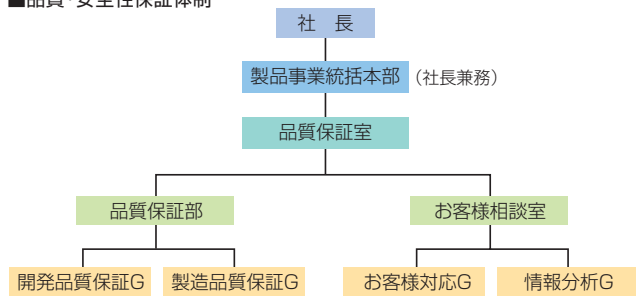 ■品質・安全性保証体制
社 長
製品事業統括本部 (社長兼務)
品質保証室
品質保証部 お客様相談室
開発品質保証G 製造品質保証G お客様対応G 情報分析G